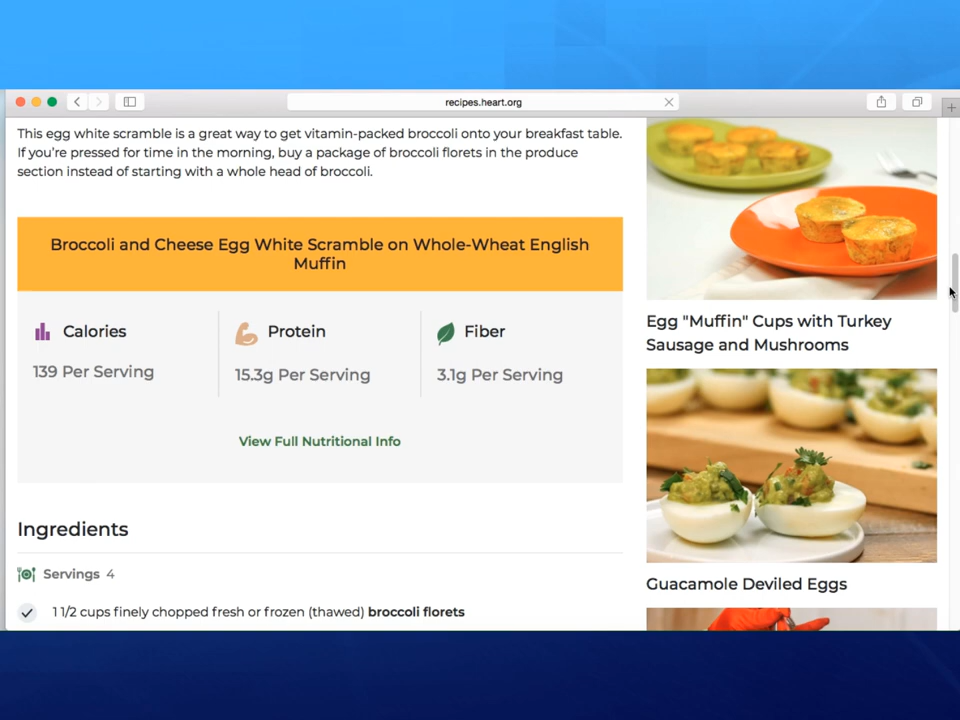 recipes.heart.org
This egg white scramble is a great way to get vitamin-packed broccoli onto your breakfast table.
If you're pressed for time in the morning, buy a package of broccoli florets in the produce
section instead of starting with a whole head of broccoli.
Broccoli and Cheese Egg White Scramble on Whole-Wheat English
Muffin
Calories
139 Per Serving
Protein
15.3g Per Serving
Fiber
3.1g Per Serving
View Full Nutritional Info
Ingredients
Servings 4
1 1/2 cups finely chopped fresh or frozen (thawed) broccoli florets
Egg "Muffin" Cups with Turkey
Sausage and Mushrooms
Guacamole Deviled Eggs